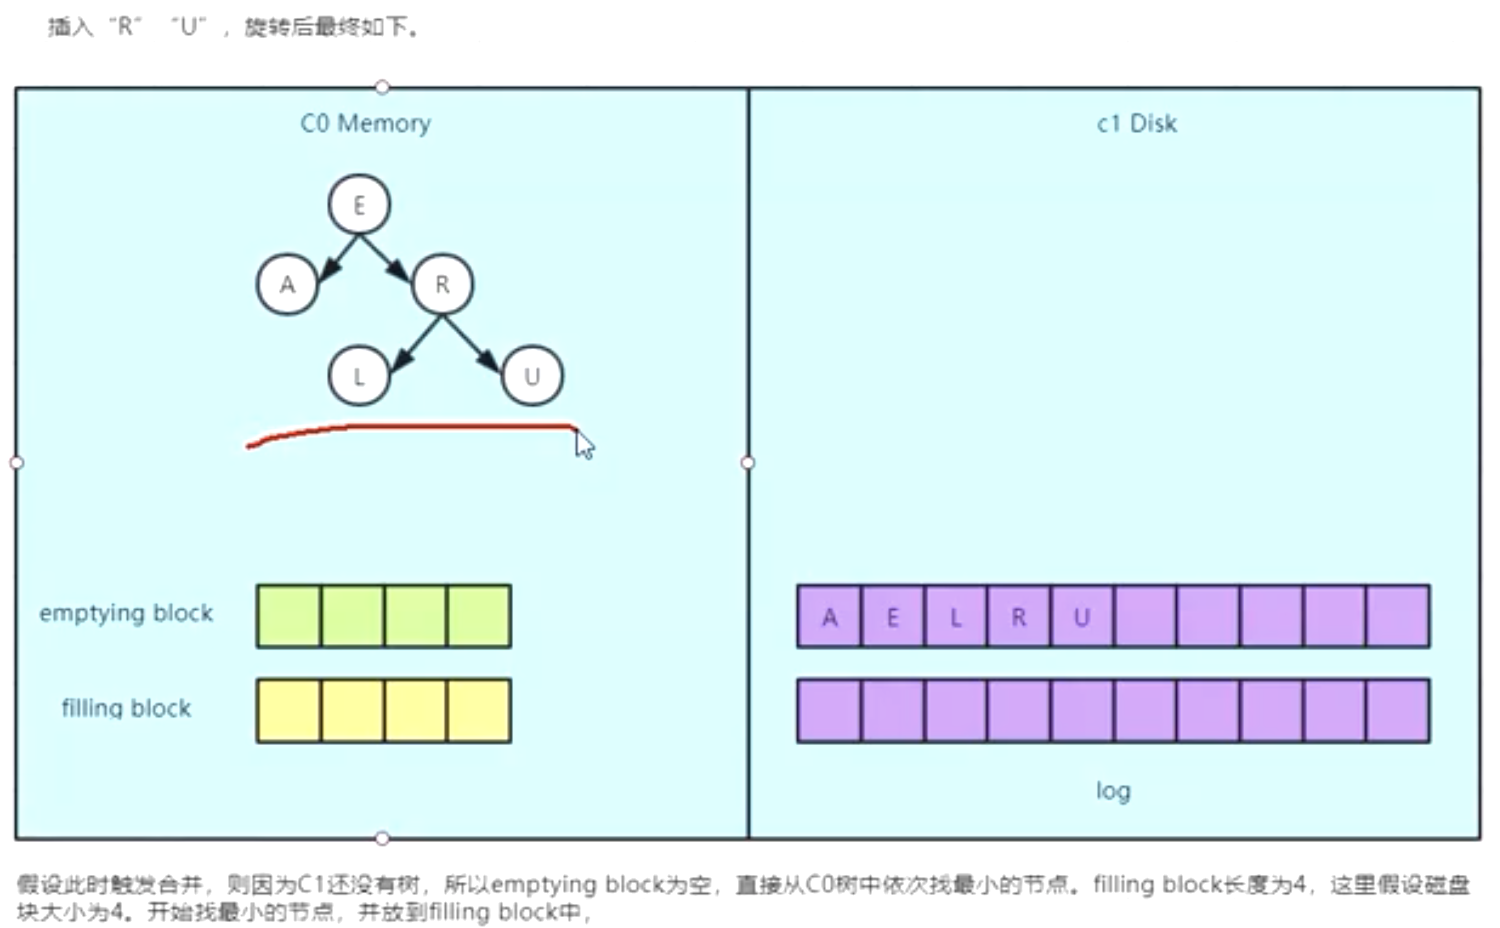 插入“R” “U”，旋转后最终如下。
C0 Memory
c1 Disk
E
A
R
L
U
emptying block
A E L R U
filling block
log
假设此时触发合并，则因为C1还没有树，所以emptying block为空，直接从C0树中依次找最小的节点。filling block长度为4，这里假设磁盘
块大小为4。开始找最小的节点，并放到filling block中，